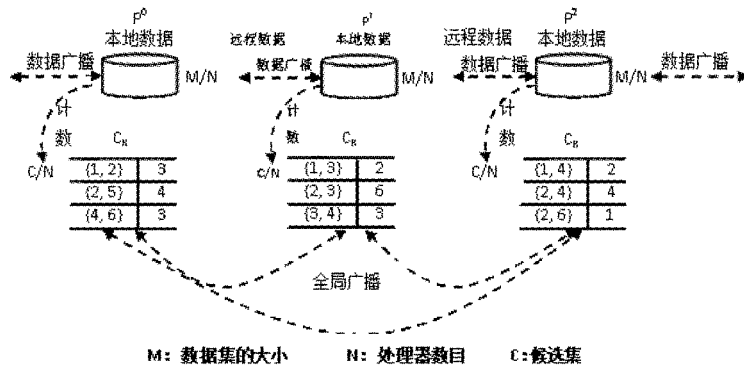 P0 P1 P2
本地数据 远程数据 本地数据 远程数据 本地数据
数据广播 M/N 数据广播 M/N 数据广播 M/N 数据广播
计 计 计
数 CK 数 CK 数 CK
C/N C/N C/N
{1, 2} 3 {1, 3} 2 {1, 4} 2
{2, 5} 4 {2, 3} 6 {2, 4} 4
{4, 6} 3 {3, 4} 3 {2, 6} 1
全局广播
M: 数据集的大小 N: 处理器数目 C:候选集